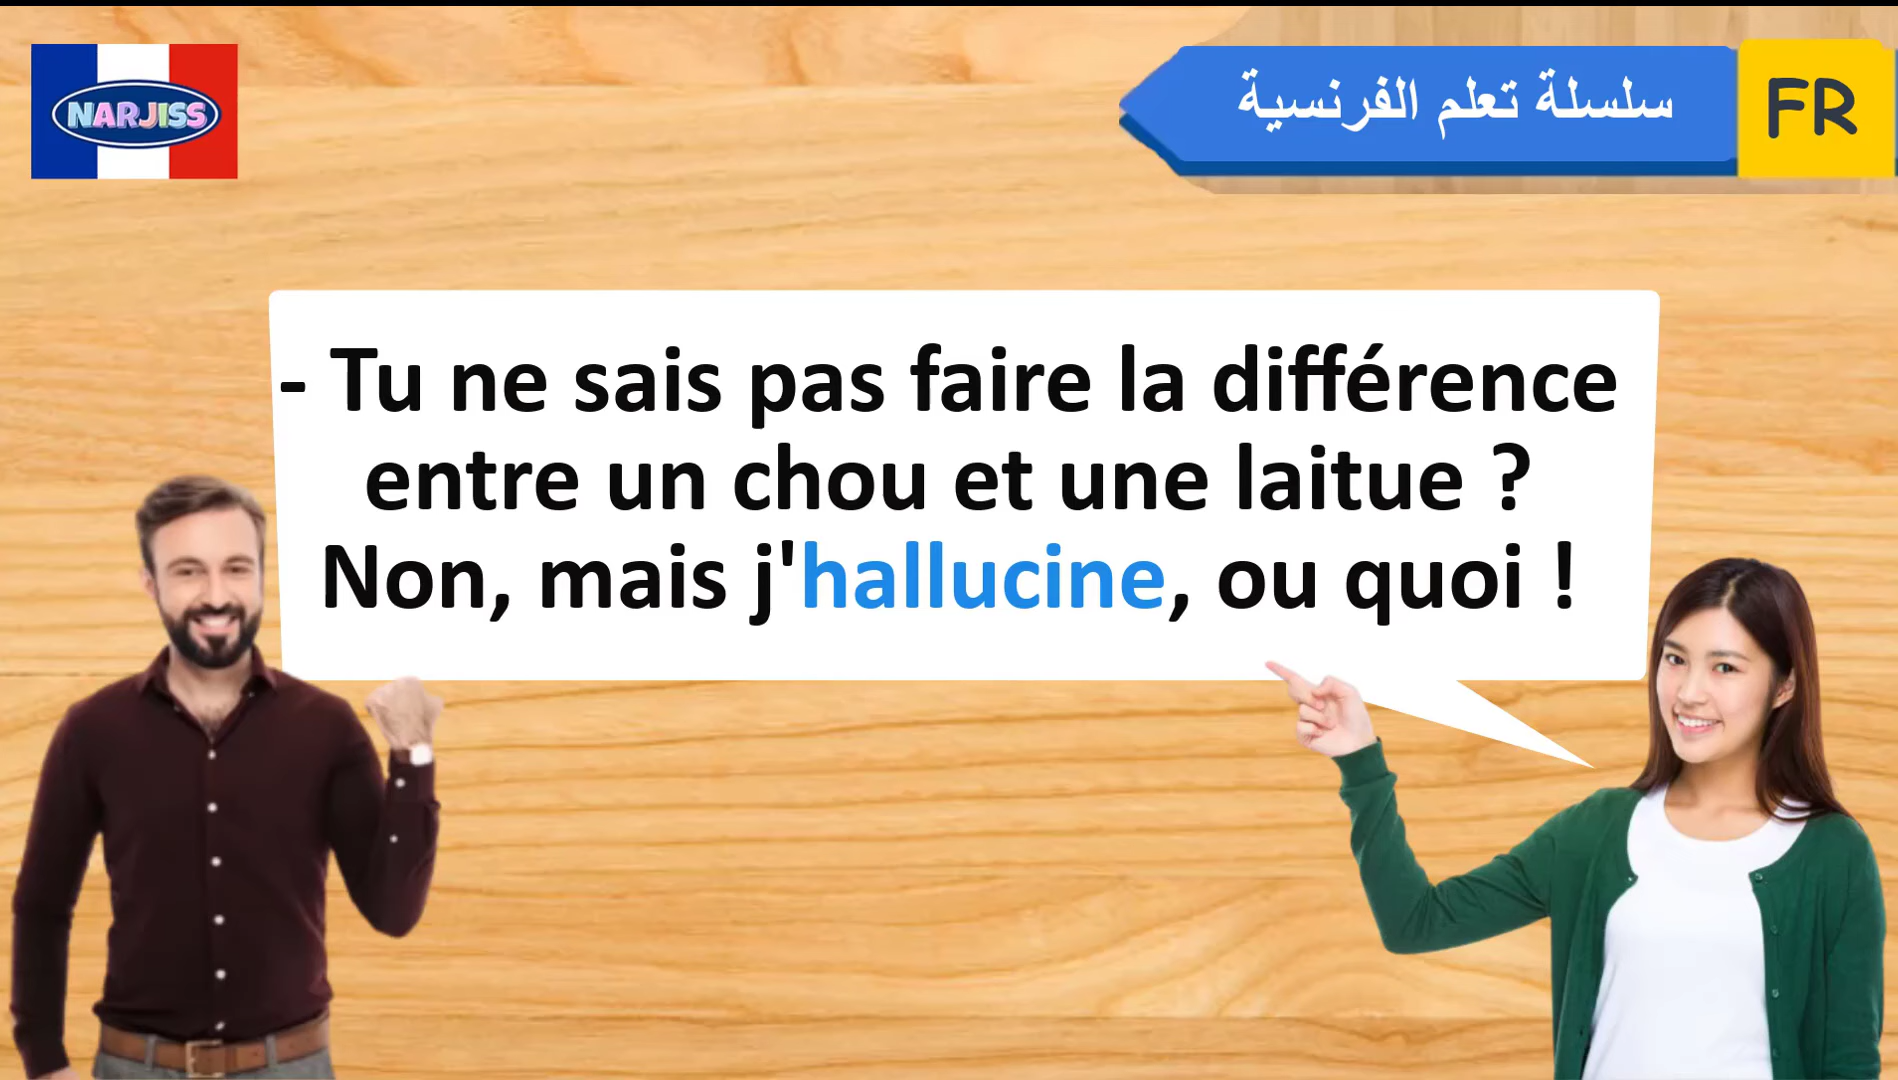 NARJISS
سلسلة تعلم الفرنسية
FR
- Tu ne sais pas faire la différence
entre un chou et une laitue ?
Non, mais j'hallucine, ou quoi !